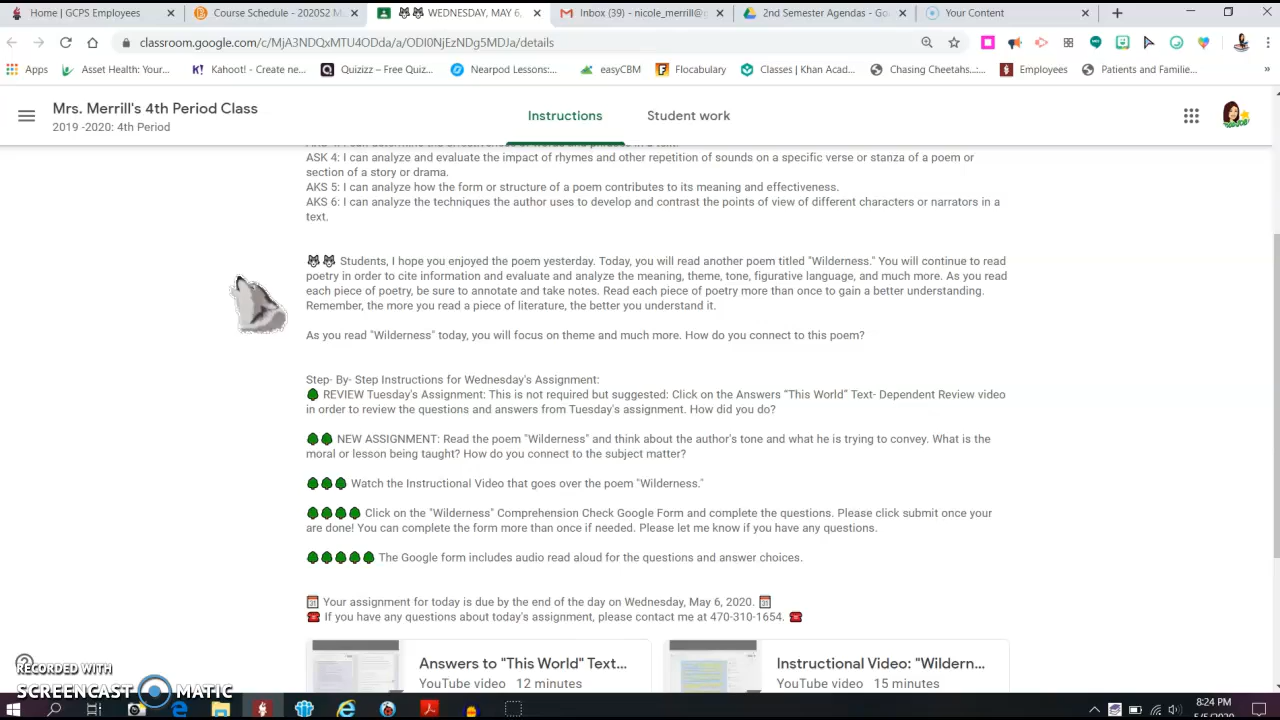 Home | GCPS Employees
Course Schedule - 2020S2 M
WEDNESDAY, MAY 6,
Inbox (39) - nicole_merrill@g
2nd Semester Agendas - Go
Your Content
classroom.google.com/c/
/details
Apps
Asset Health: Your...
Kahoot! - Create ne...
Quizizz – Free Quiz...
Nearpod Lessons:...
easyCBM
Flocabulary
Classes | Khan Acad...
Chasing Cheetahs...:...
Employees
Patients and Familie...
»
Mrs. Merrill's 4th Period Class
2019 -2020: 4th Period
Instructions
Student work
ASK 4: I can analyze and evaluate the impact of rhymes and other repetition of sounds on a specific verse or stanza of a poem or
section of a story or drama.
AKS 5: I can analyze how the form or structure of a poem contributes to its meaning and effectiveness.
AKS 6: I can analyze the techniques the author uses to develop and contrast the points of view of different characters or narrators in a
text.
Students, I hope you enjoyed the poem yesterday. Today, you will read another poem titled "Wilderness." You will continue to read
poetry in order to cite information and evaluate and analyze the meaning, theme, tone, figurative language, and much more. As you read
each piece of poetry, be sure to annotate and take notes. Read each piece of poetry more than once to gain a better understanding.
Remember, the more you read a piece of literature, the better you understand it.
As you read "Wilderness" today, you will focus on theme and much more. How do you connect to this poem?
Step- By- Step Instructions for Wednesday's Assignment:
REVIEW Tuesday's Assignment: This is not required but suggested: Click on the Answers “This World” Text- Dependent Review video
in order to review the questions and answers from Tuesday's assignment. How did you do?
NEW ASSIGNMENT: Read the poem "Wilderness" and think about the author's tone and what he is trying to convey. What is the
moral or lesson being taught? How do you connect to the subject matter?
Watch the Instructional Video that goes over the poem "Wilderness."
Click on the "Wilderness" Comprehension Check Google Form and complete the questions. Please click submit once your
are done! You can complete the form more than once if needed. Please let me know if you have any questions.
The Google form includes audio read aloud for the questions and answer choices.
Your assignment for today is due by the end of the day on Wednesday, May 6, 2020.
If you have any questions about today's assignment, please contact me at 470-310-1654.
Answers to "This World" Text...
YouTube video 12 minutes
Instructional Video: "Wildern...
YouTube video 15 minutes
RECORDED WITH
SCREENCAST MATIC
8:24 PM